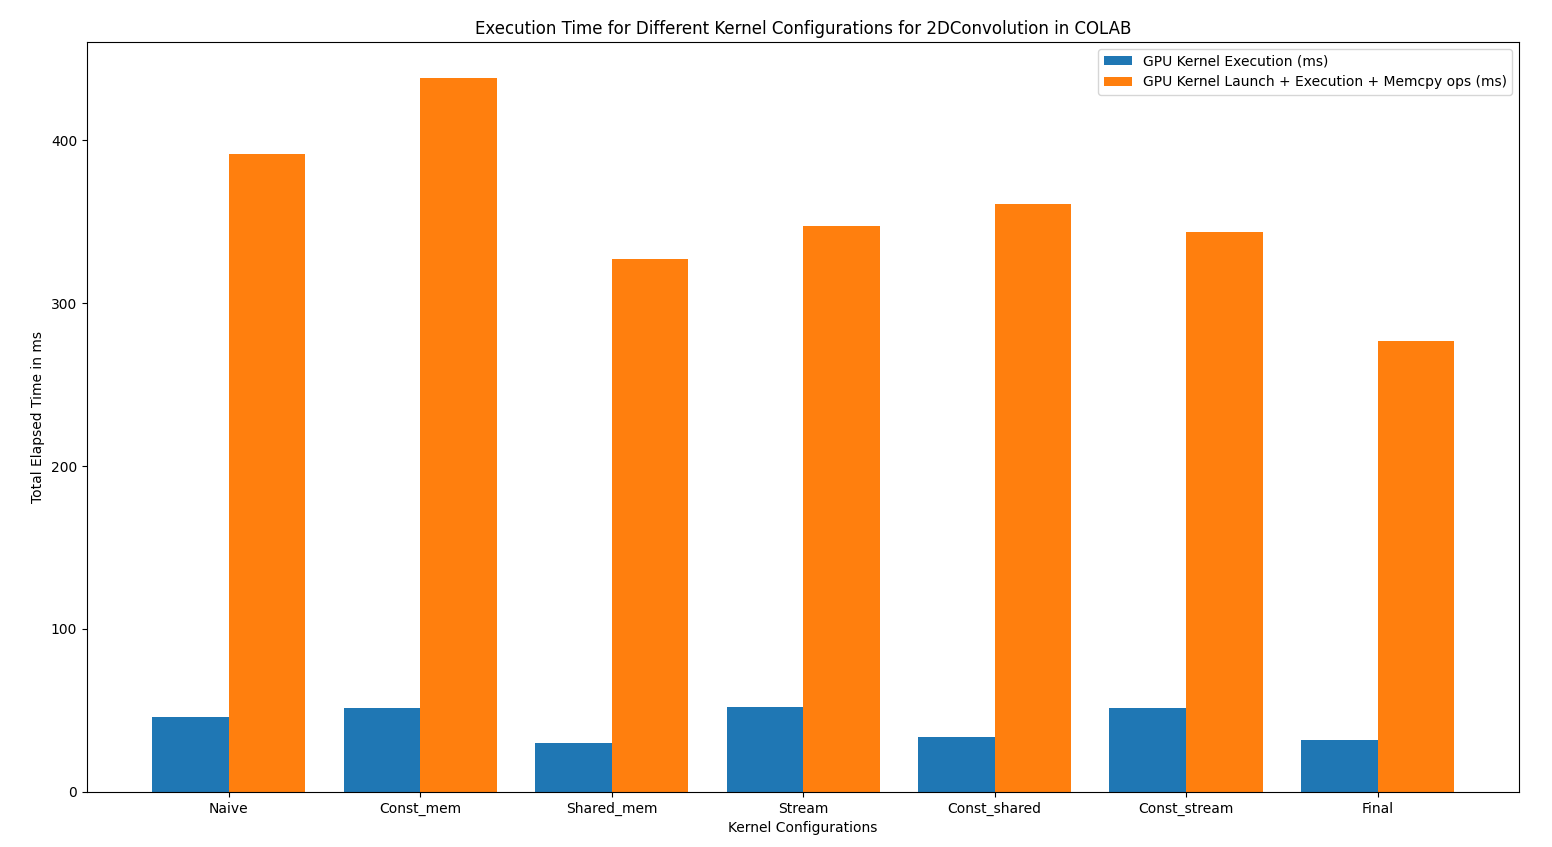 Execution Time for Different Kernel Configurations for 2DConvolution in COLAB
GPU Kernel Execution (ms)
GPU Kernel Launch + Execution + Memcpy ops (ms)
400
300
200
100
0
Total Elapsed Time in ms
Naive Const_mem Shared_mem Stream Const_shared Const_stream Final
Kernel Configurations